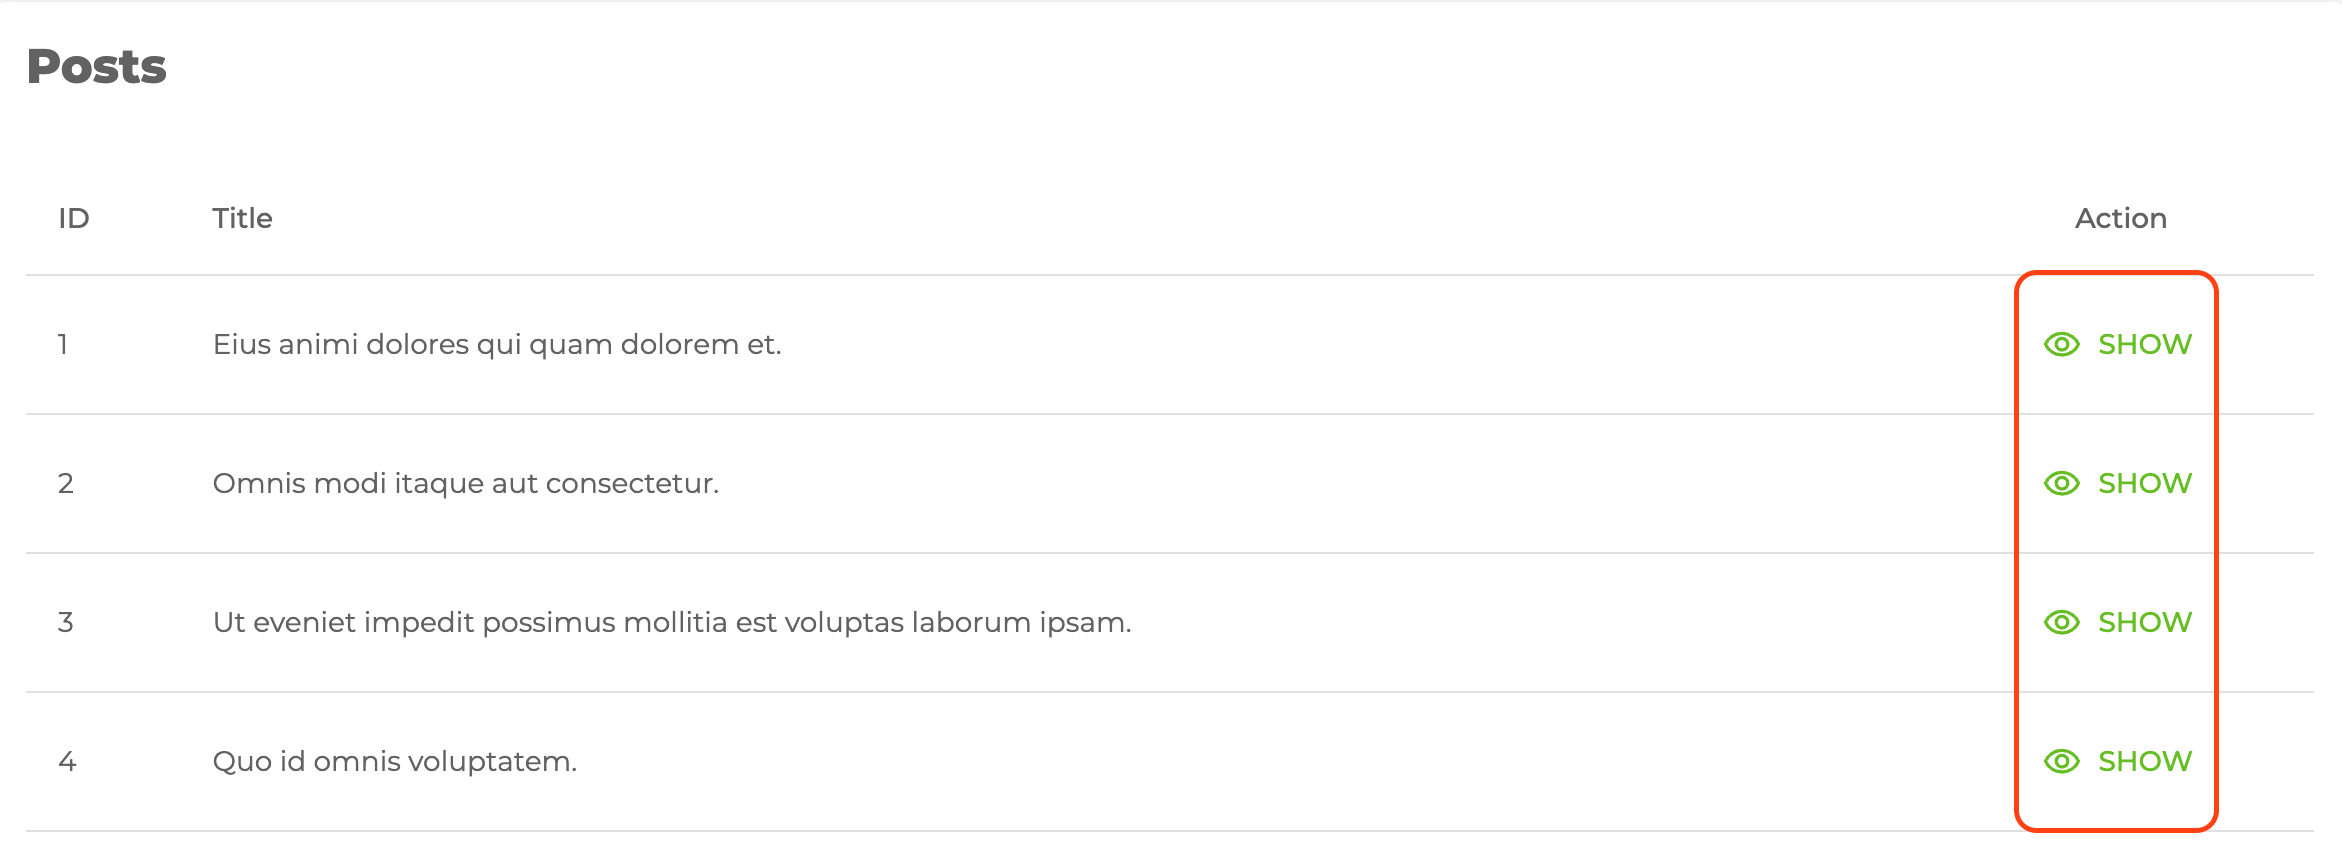 Posts
ID Title Action
1 Eius animi dolores qui quam dolorem et. SHOW
2 Omnis modi itaque aut consectetur. SHOW
3 Ut eveniet impedit possimus mollitia est voluptas laborum ipsam. SHOW
4 Quo id omnis voluptatem. SHOW